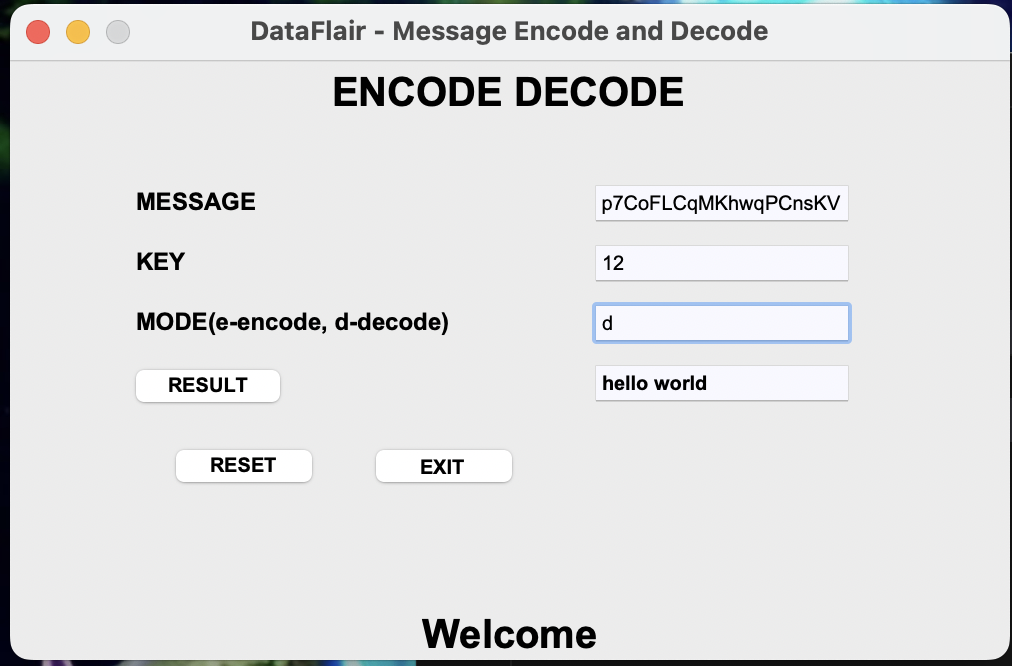 DataFlair - Message Encode and Decode
ENCODE DECODE
MESSAGE p7CoFLCqMKhwqPCnsKV
KEY 12
MODE(e-encode, d-decode) d
RESULT hello world
RESET EXIT
Welcome